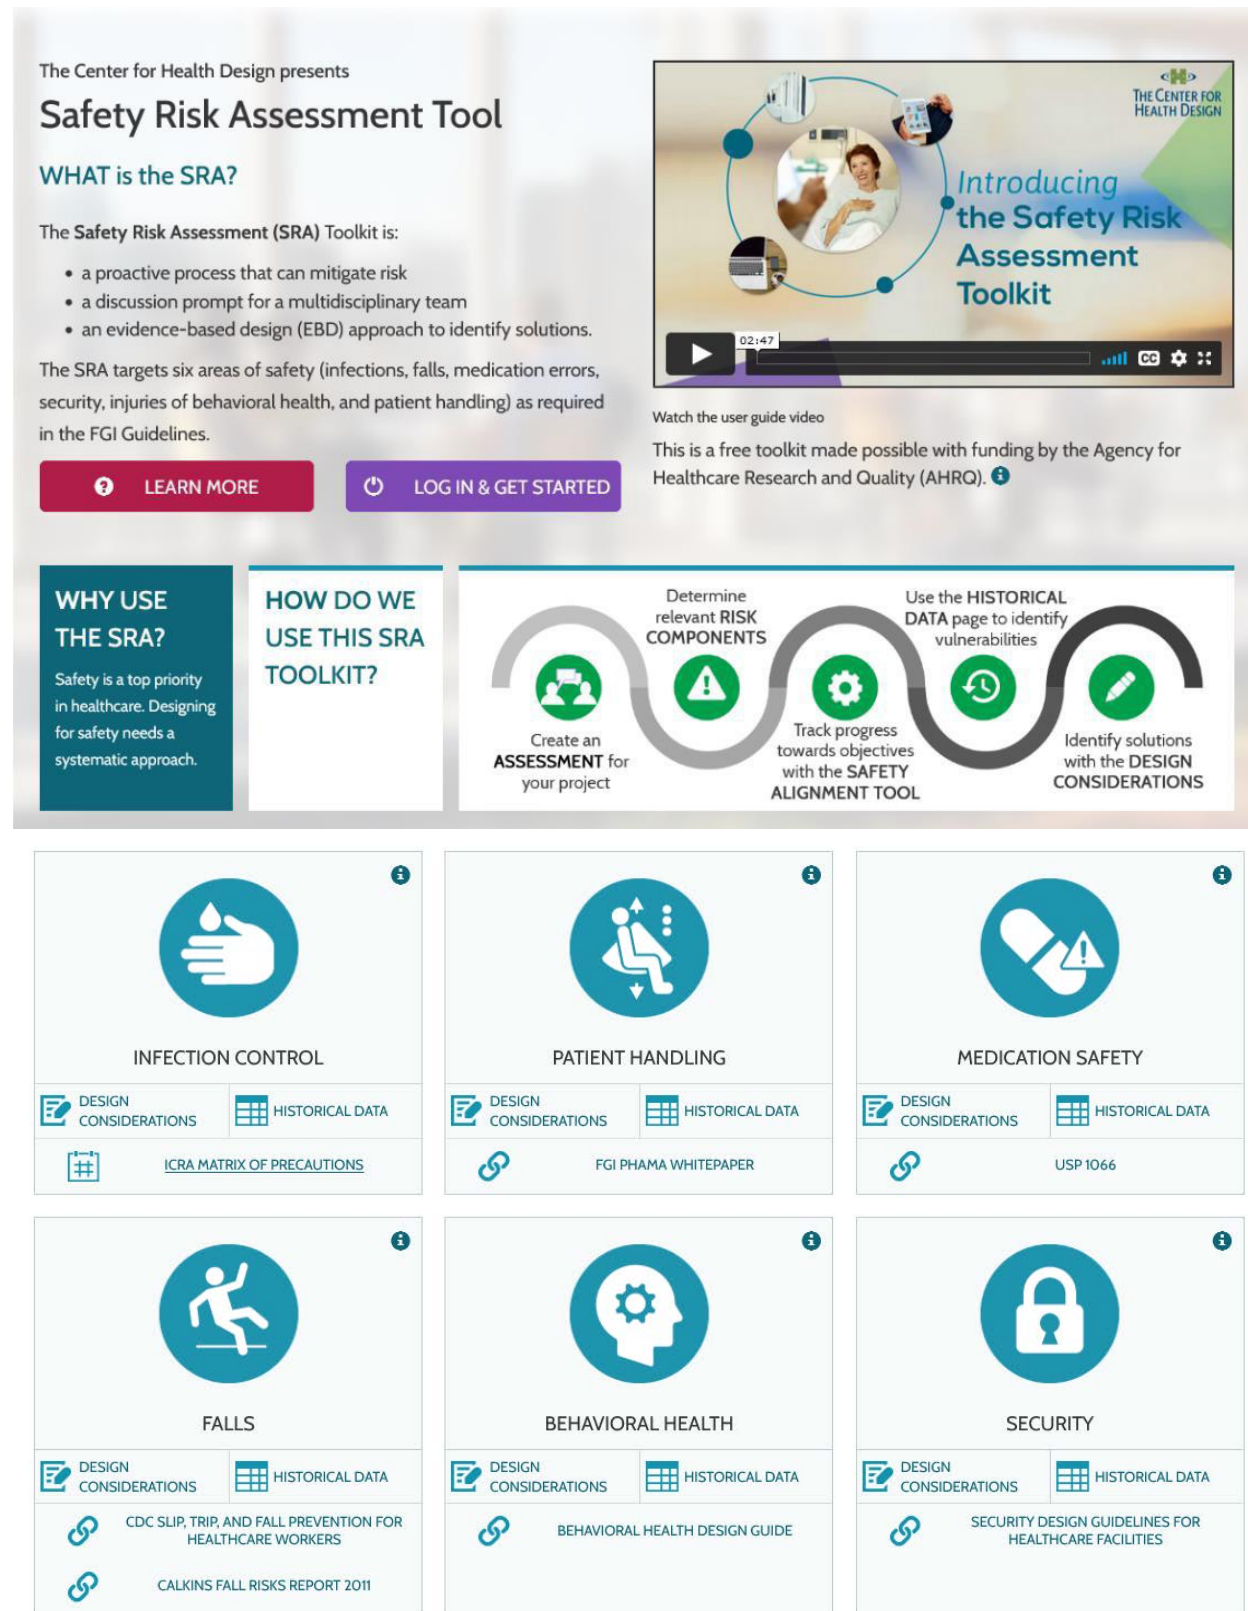 The Center for Health Design presents
Safety Risk Assessment Tool
WHAT is the SRA?
The Safety Risk Assessment (SRA) Toolkit is:
• a proactive process that can mitigate risk
• a discussion prompt for a multidisciplinary team
• an evidence-based design (EBD) approach to identify solutions.
The SRA targets six areas of safety (infections, falls, medication errors,
security, injuries of behavioral health, and patient handling) as required
in the FGI Guidelines.
LEARN MORE
LOG IN & GET STARTED
THE CENTER FOR
HEALTH DESIGN
Introducing
the Safety Risk
Assessment
Toolkit
02:47
CC
Watch the user guide video
This is a free toolkit made possible with funding by the Agency for
Healthcare Research and Quality (AHRQ).
WHY USE
THE SRA?
Safety is a top priority
in healthcare. Designing
for safety needs a
systematic approach.
HOW DO WE
USE THIS SRA
TOOLKIT?
Create an
ASSESSMENT for
your project
Determine
relevant RISK
COMPONENTS
Track progress
towards objectives
with the SAFETY
ALIGNMENT TOOL
Use the HISTORICAL
DATA page to identify
vulnerabilities
Identify solutions
with the DESIGN
CONSIDERATIONS
INFECTION CONTROL
DESIGN
CONSIDERATIONS
HISTORICAL DATA
ICRA MATRIX OF PRECAUTIONS
PATIENT HANDLING
DESIGN
CONSIDERATIONS
HISTORICAL DATA
FGI PHAMA WHITEPAPER
MEDICATION SAFETY
DESIGN
CONSIDERATIONS
HISTORICAL DATA
USP 1066
FALLS
DESIGN
CONSIDERATIONS
HISTORICAL DATA
CDC SLIP, TRIP, AND FALL PREVENTION FOR
HEALTHCARE WORKERS
CALKINS FALL RISKS REPORT 2011
BEHAVIORAL HEALTH
DESIGN
CONSIDERATIONS
HISTORICAL DATA
BEHAVIORAL HEALTH DESIGN GUIDE
SECURITY
DESIGN
CONSIDERATIONS
HISTORICAL DATA
SECURITY DESIGN GUIDELINES FOR
HEALTHCARE FACILITIES